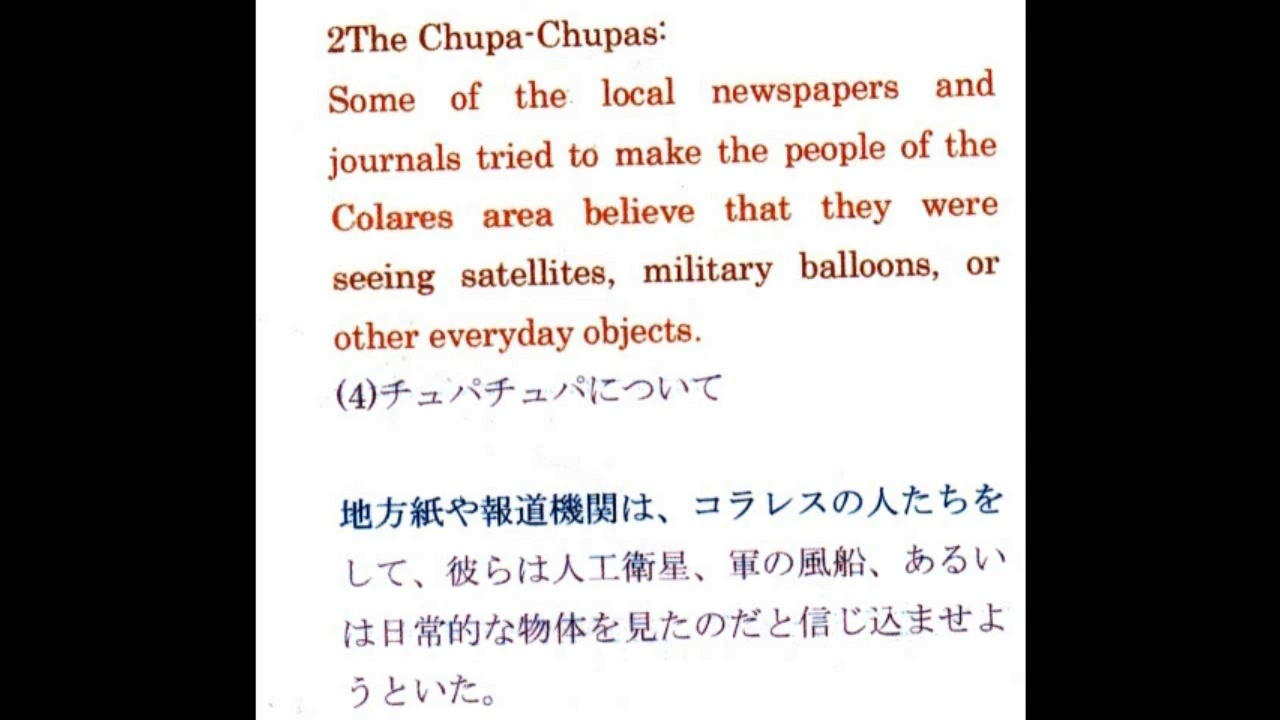 2The Chupa-Chupas:
Some of the local newspapers and
journals tried to make the people of the
Colares area believe that they were
seeing satellites, military balloons, or
other everyday objects.
(4)チュパチュパについて
地方紙や報道機関は、コラレスの人たちを
して、彼らは人工衛星、軍の風船、あるい
は日常的な物体を見たのだと信じ込ませよ
うといた。